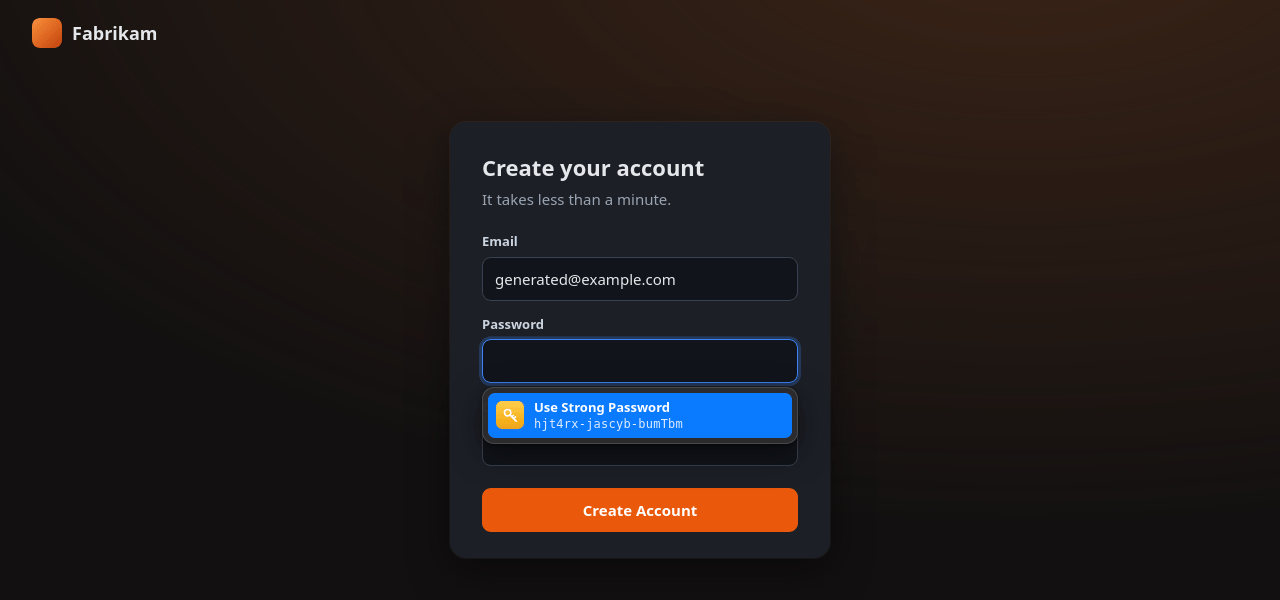 Fabrikam
Create your account
It takes less than a minute.
Email
generated@example.com
Password
Use Strong Password
hjt4rx-jascyb-bumTbm
Create Account